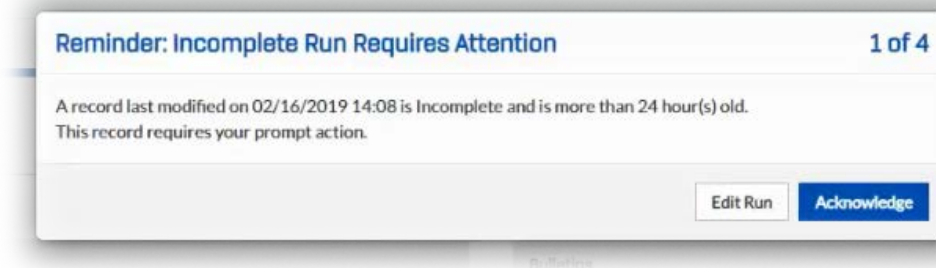 Reminder: Incomplete Run Requires Attention 1 of 4
A record last modified on 02/16/2019 14:08 is Incomplete and is more than 24 hour(s) old.
This record requires your prompt action.
Edit Run Acknowledge
Bulletins